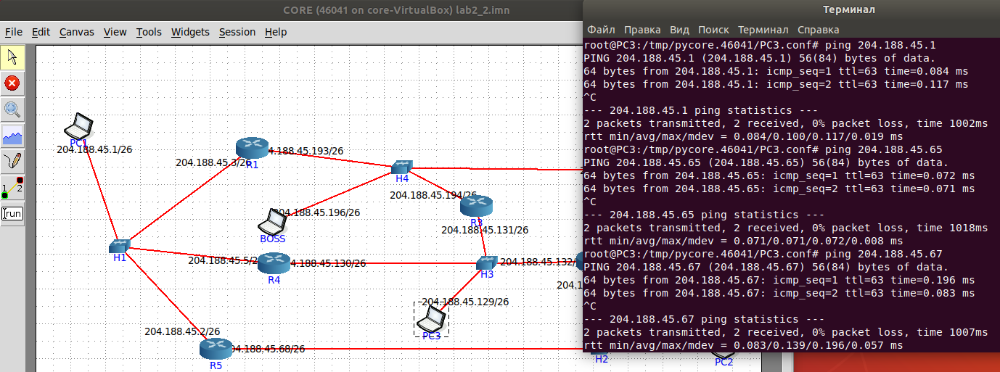 CORE (46041 on core-VirtualBox) lab2_2.imn
File Edit Canvas View Tools Widgets Session Help
1 2
run
PC1
204.188.45.1/26
204.188.45.3/26
4.188.45.193/26
R1
H4
204.188.45.194/26
R3
204.188.45.196/26
BOSS
204.188.45.131/26
H1
204.188.45.5/2
4.188.45.130/26
R4
H3
204.188.45.132/
204.1
204.188.45.129/26
PC3
204.188.45.2/26
04.188.45.68/26
R5
H2
PC2
Терминал
Файл Правка Вид Поиск Терминал Справка
root@PC3:/tmp/pycore.46041/PC3.conf# ping 204.188.45.1
PING 204.188.45.1 (204.188.45.1) 56(84) bytes of data.
64 bytes from 204.188.45.1: icmp_seq=1 ttl=63 time=0.084 ms
64 bytes from 204.188.45.1: icmp_seq=2 ttl=63 time=0.117 ms
^C
--- 204.188.45.1 ping statistics ---
2 packets transmitted, 2 received, 0% packet loss, time 1002ms
rtt min/avg/max/mdev = 0.084/0.100/0.117/0.019 ms
root@PC3:/tmp/pycore.46041/PC3.conf# ping 204.188.45.65
PING 204.188.45.65 (204.188.45.65) 56(84) bytes of data.
64 bytes from 204.188.45.65: icmp_seq=1 ttl=63 time=0.072 ms
64 bytes from 204.188.45.65: icmp_seq=2 ttl=63 time=0.071 ms
^C
--- 204.188.45.65 ping statistics ---
2 packets transmitted, 2 received, 0% packet loss, time 1018ms
rtt min/avg/max/mdev = 0.071/0.071/0.072/0.008 ms
root@PC3:/tmp/pycore.46041/PC3.conf# ping 204.188.45.67
PING 204.188.45.67 (204.188.45.67) 56(84) bytes of data.
64 bytes from 204.188.45.67: icmp_seq=1 ttl=63 time=0.196 ms
64 bytes from 204.188.45.67: icmp_seq=2 ttl=63 time=0.083 ms
^C
--- 204.188.45.67 ping statistics ---
2 packets transmitted, 2 received, 0% packet loss, time 1007ms
rtt min/avg/max/mdev = 0.083/0.139/0.196/0.057 ms